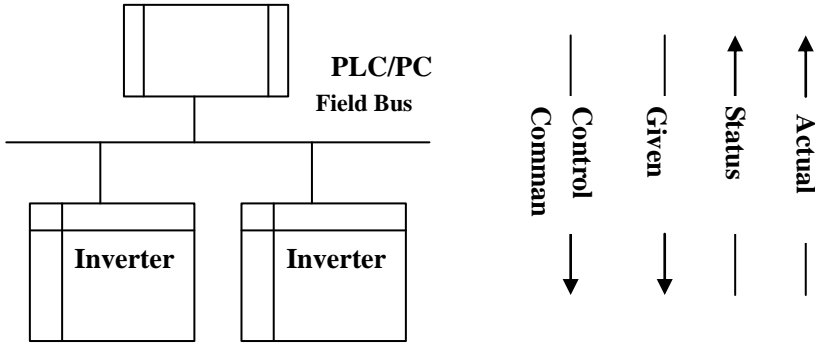 PLC/PC
Field Bus
Inverter
Inverter
Control
Comman
Given
Status
Actual